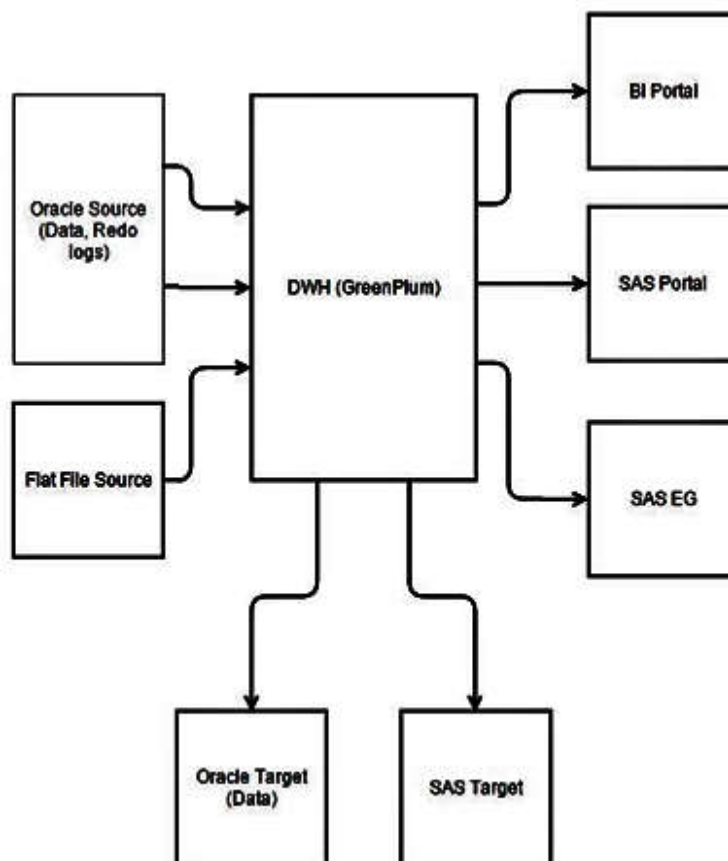 BI Portal
Oracle Source
(Data, Redo
logs)
DWH (GreenPlum)
SAS Portal
Flat File Source
SAS EG
Oracle Target
(Data)
SAS Target